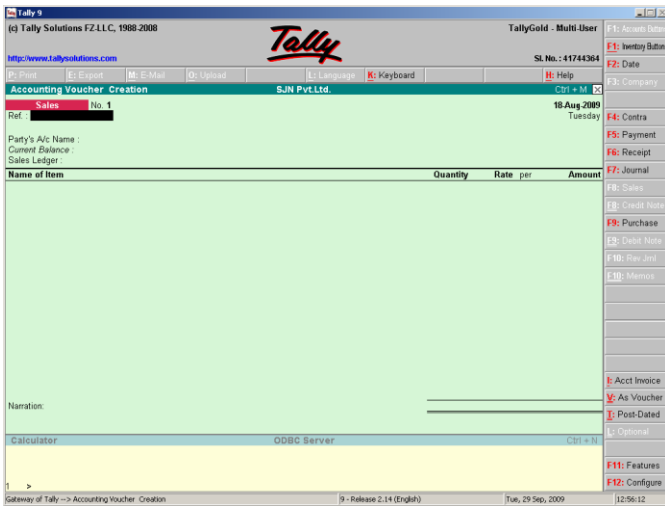 Tally 9
(c) Tally Solutions FZ-LLC, 1988-2008
TallyGold - Multi-User
Tally
http://www.tallysolutions.com
Sl. No. : 41744364
P: Print E: Export M: E-Mail O: Upload L: Language K: Keyboard H: Help
Accounting Voucher Creation SJN Pvt.Ltd. Ctrl + M
Sales No. 1 18-Aug-2009
Ref. : Tuesday
Party's A/c Name :
Current Balance :
Sales Ledger :
Name of Item Quantity Rate per Amount
Narration:
Calculator ODBC Server Ctrl + N
1 >
Gateway of Tally --> Accounting Voucher Creation 9 - Release 2.14 (English) Tue, 29 Sep, 2009 12:56:12
F1: Accounts Button
F1: Inventory Button
F2: Date
F3: Company
F4: Contra
F5: Payment
F6: Receipt
F7: Journal
F8: Sales
F8: Credit Note
F9: Purchase
F9: Debit Note
F10: Rev Jrnl
F10: Memos
I: Acct Invoice
V: As Voucher
T: Post-Dated
L: Optional
F11: Features
F12: Configure